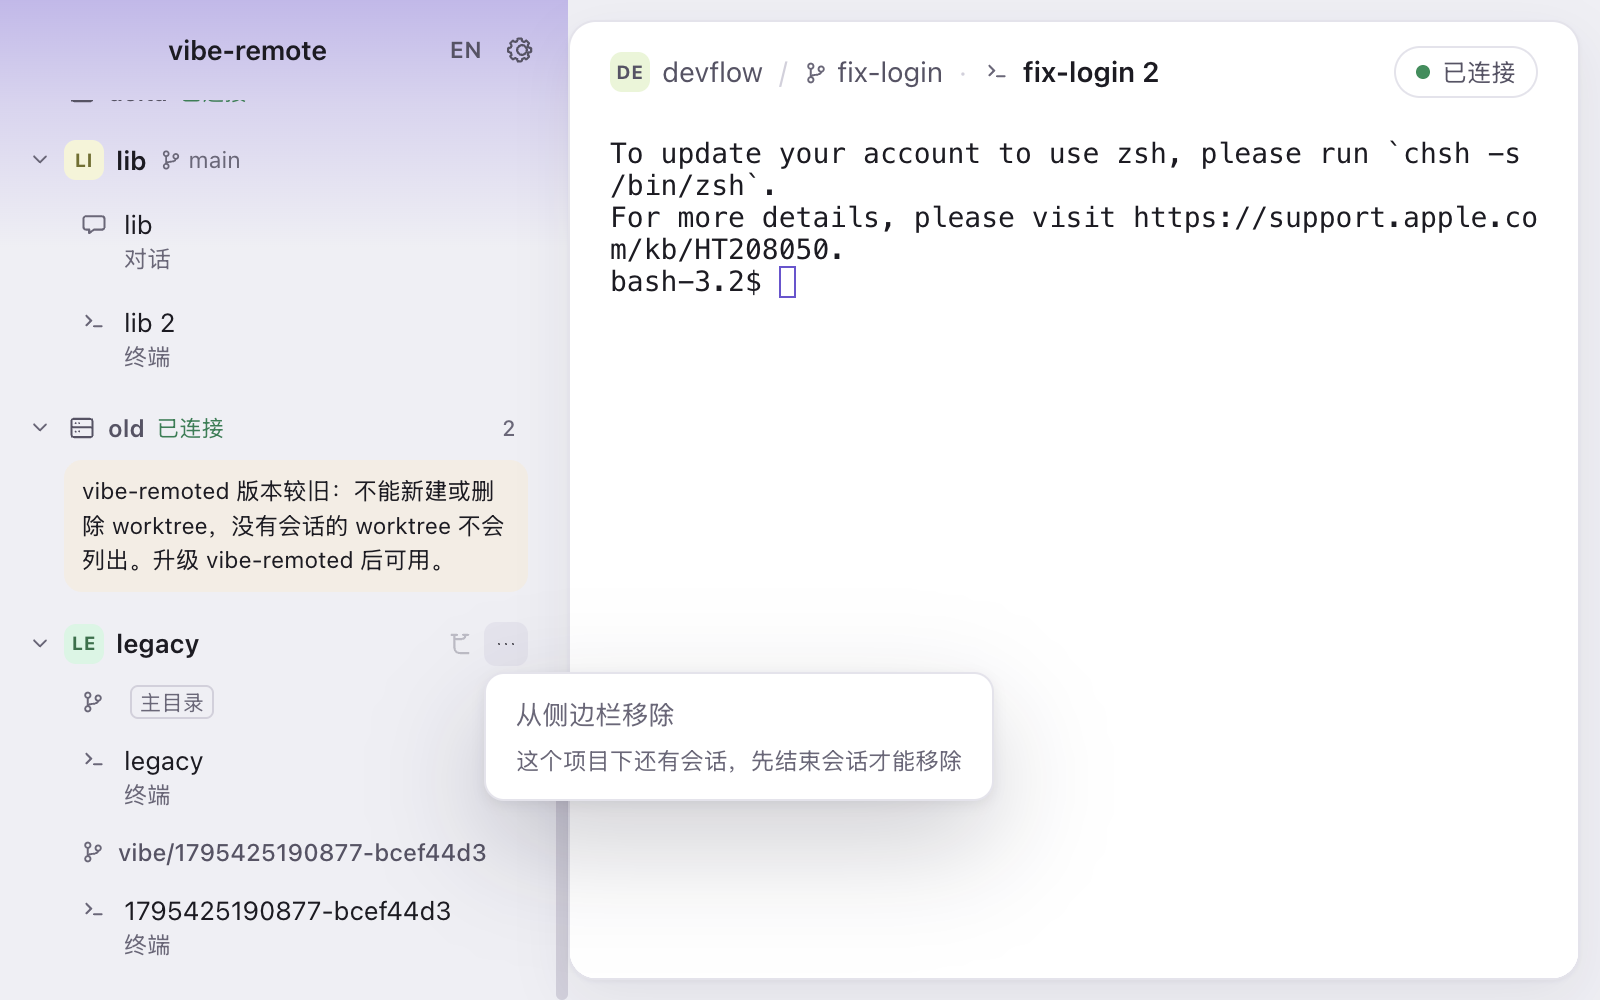 vibe-remote
EN
LI lib main
lib
对话
lib 2
终端
old 已连接 2
vibe-remoted 版本较旧：不能新建或删
除 worktree，没有会话的 worktree 不会
列出。升级 vibe-remoted 后可用。
LE legacy ...
主目录
legacy
终端
vibe/1795425190877-bcef44d3
1795425190877-bcef44d3
终端
从侧边栏移除
这个项目下还有会话，先结束会话才能移除
DE devflow / fix-login · fix-login 2
已连接
To update your account to use zsh, please run `chsh -s
/bin/zsh`.
For more details, please visit https://support.apple.co
m/kb/HT208050.
bash-3.2$